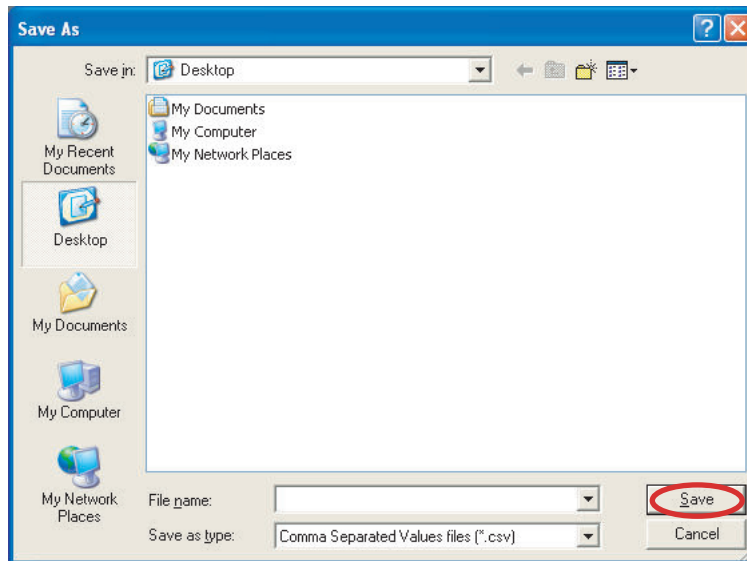 Save As
Save in:
Desktop
My Documents
My Computer
My Network Places
My Recent
Documents
Desktop
My Documents
My Computer
My Network
Places
File name:
Save
Save as type:
Comma Separated Values files (*.csv)
Cancel